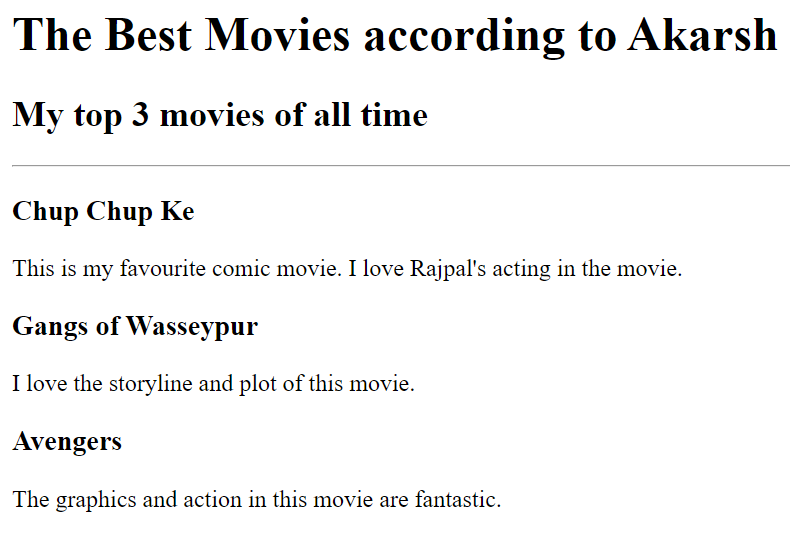 The Best Movies according to Akarsh
My top 3 movies of all time
Chup Chup Ke
This is my favourite comic movie. I love Rajpal's acting in the movie.
Gangs of Wasseypur
I love the storyline and plot of this movie.
Avengers
The graphics and action in this movie are fantastic.